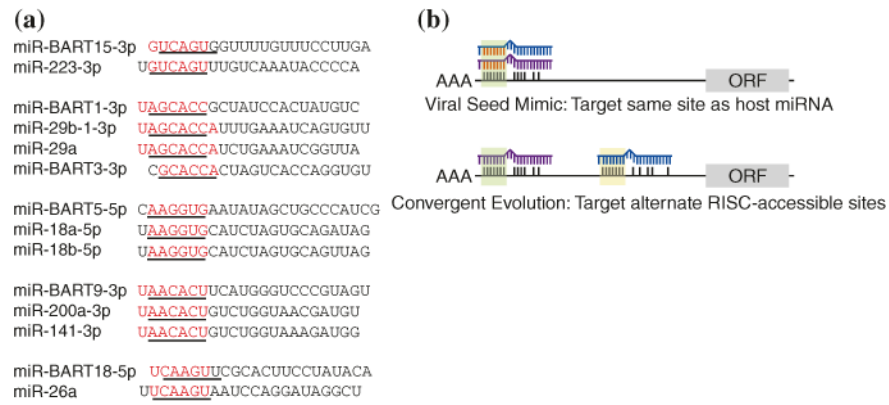 (a)
miR-BART15-3p GUCAGUGGUUUUGUUUCCUUGA
miR-223-3p UGUCAGUUUGUCAAAUACCCCA
miR-BART1-3p UAGCACCGCUAUCCACUAUGUC
miR-29b-1-3p UAGCACCAUUUGAAAUCAGUGUU
miR-29a UAGCACCAUCUGAAAUCGGUUA
miR-BART3-3p CGCACCACUAGUCACCAGGUGU
miR-BART5-5p CAAGGUGAAUAUAGCUGCCCAUCG
miR-18a-5p UAAGGUGCAUCUAGUGCAGAUAG
miR-18b-5p UAAGGUGCAUCUAGUGCAGUUAG
miR-BART9-3p UAACACUUCAUGGGUCCCGUAGU
miR-200a-3p UAACACUGUCUGGUAACGAUGU
miR-141-3p UAACACUGUCUGGUAAAGAUGG
miR-BART18-5p UCAAGUUCGCACUUCCUAUACA
miR-26a UUCAAGUAAUCCAGGAUAGGCU
(b)
AAA ORF
Viral Seed Mimic: Target same site as host miRNA
AAA ORF
Convergent Evolution: Target alternate RISC-accessible sites